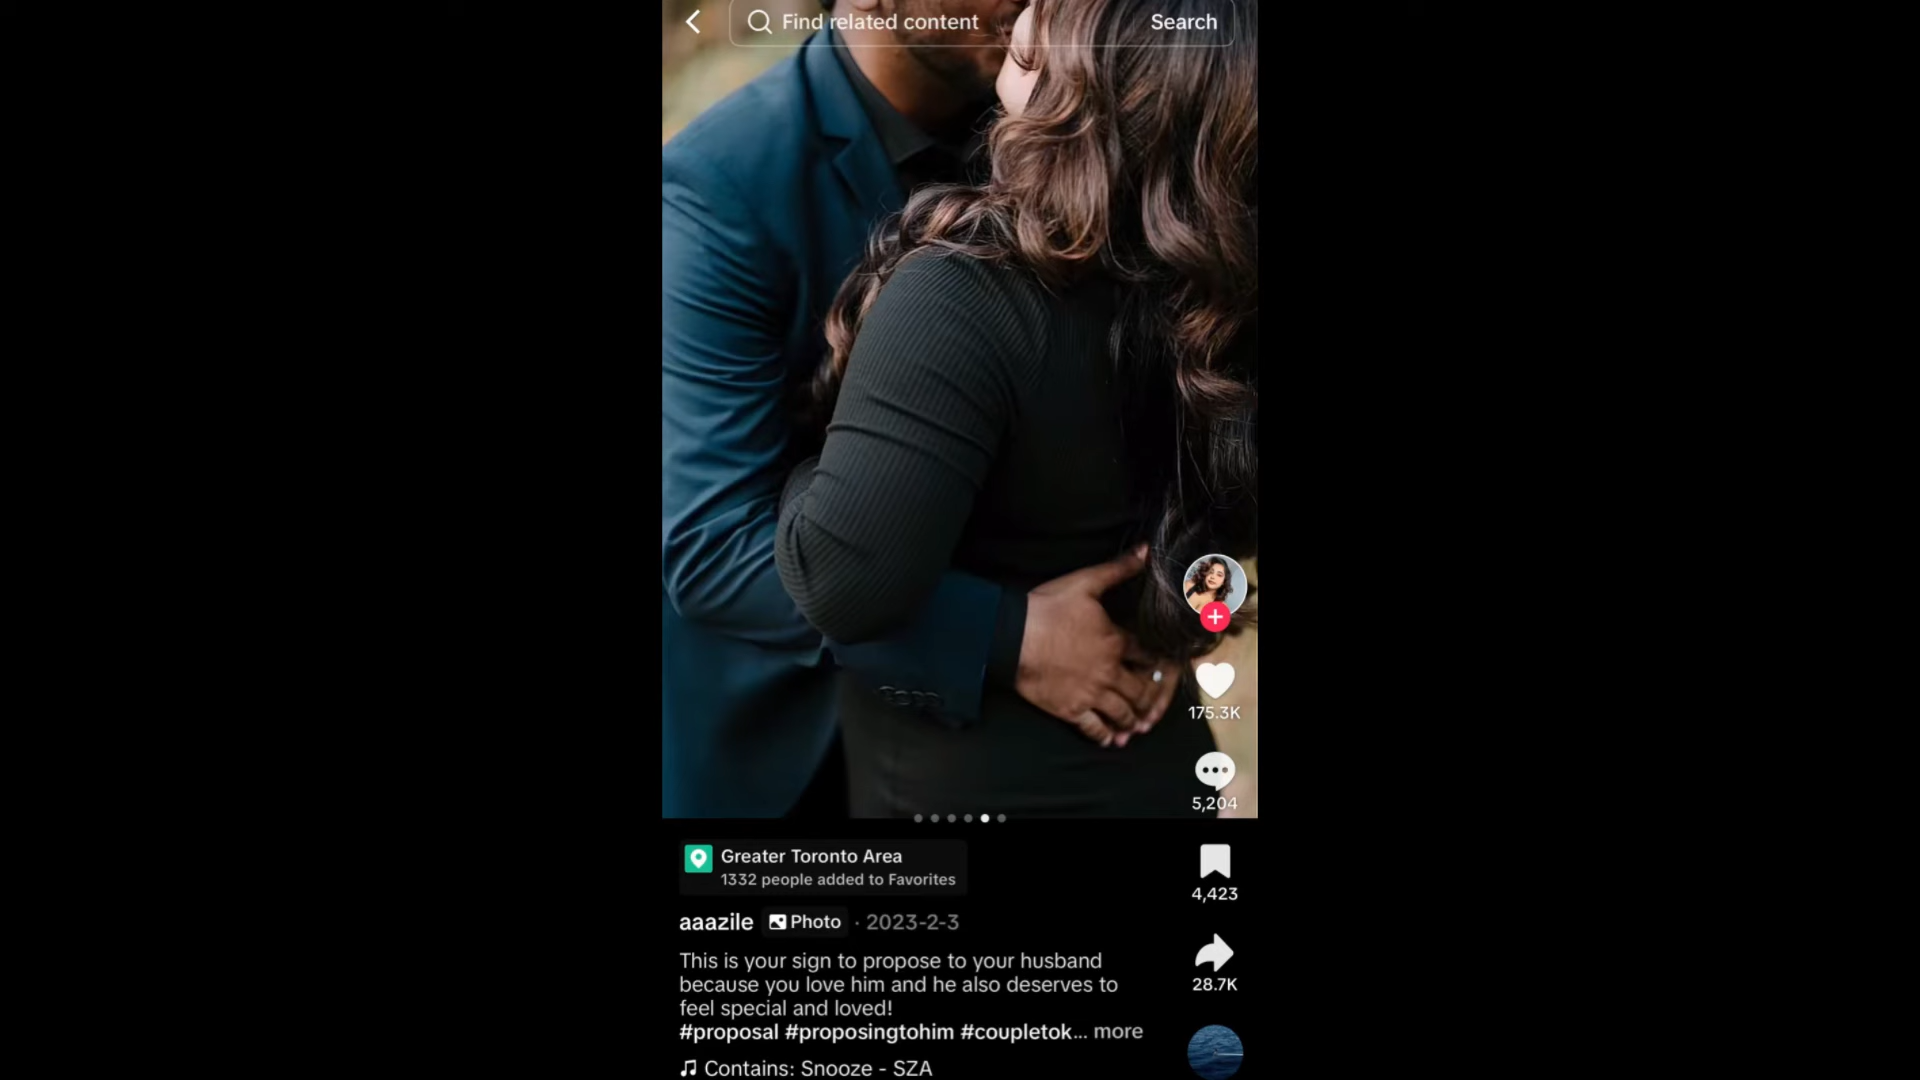 Find related content Search
175.3K
5,204
Greater Toronto Area
1332 people added to Favorites
4,423
aaazile Photo · 2023-2-3
This is your sign to propose to your husband
because you love him and he also deserves to
feel special and loved!
28.7K
#proposal #proposingtohim #coupletok... more
Contains: Snooze - SZA